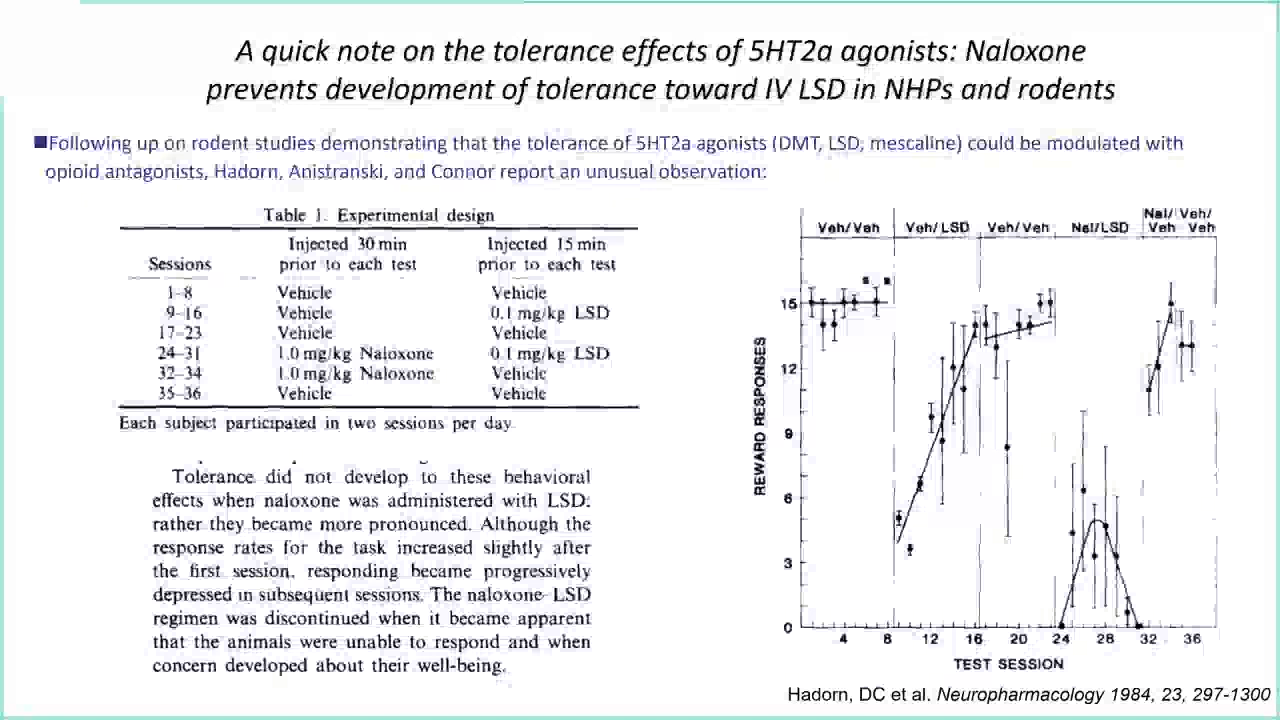 A quick note on the tolerance effects of 5HT2a agonists: Naloxone
prevents development of tolerance toward IV LSD in NHPs and rodents
Following up on rodent studies demonstrating that the tolerance of 5HT2a agonists (DMT, LSD, mescaline) could be modulated with
opioid antagonists, Hadorn, Anistranski, and Connor report an unusual observation:
Table 1. Experimental design
Injected 30 min Injected 15 min
Sessions prior to each test prior to each test
1–8 Vehicle Vehicle
9–16 Vehicle 0.1 mg/kg LSD
17–23 Vehicle Vehicle
24–31 1.0 mg/kg Naloxone 0.1 mg/kg LSD
32–34 1.0 mg/kg Naloxone Vehicle
35–36 Vehicle Vehicle
Each subject participated in two sessions per day.
Tolerance did not develop to these behavioral
effects when naloxone was administered with LSD;
rather they became more pronounced. Although the
response rates for the task increased slightly after
the first session, responding became progressively
depressed in subsequent sessions. The naloxone–LSD
regimen was discontinued when it became apparent
that the animals were unable to respond and when
concern developed about their well-being.
Nal/ Veh/
Veh/Veh Veh/LSD Veh/Veh Nal/LSD Veh Veh
REWARD RESPONSES
15
12
9
6
3
0
4 8 12 16 20 24 28 32 36
TEST SESSION
Hadorn, DC et al. Neuropharmacology 1984, 23, 297-1300